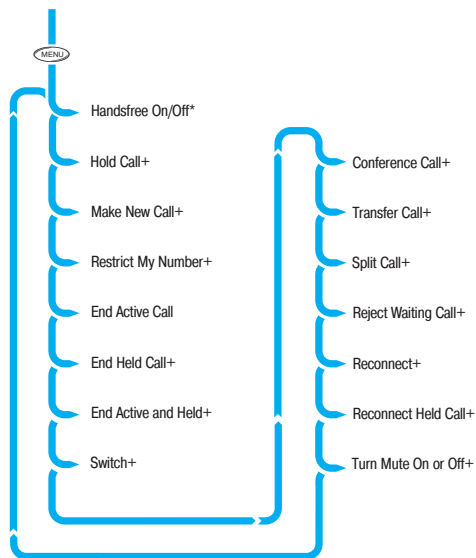 MENU
Handsfree On/Off*
Hold Call+
Make New Call+
Restrict My Number+
End Active Call
End Held Call+
End Active and Held+
Switch+
Conference Call+
Transfer Call+
Split Call+
Reject Waiting Call+
Reconnect+
Reconnect Held Call+
Turn Mute On or Off+